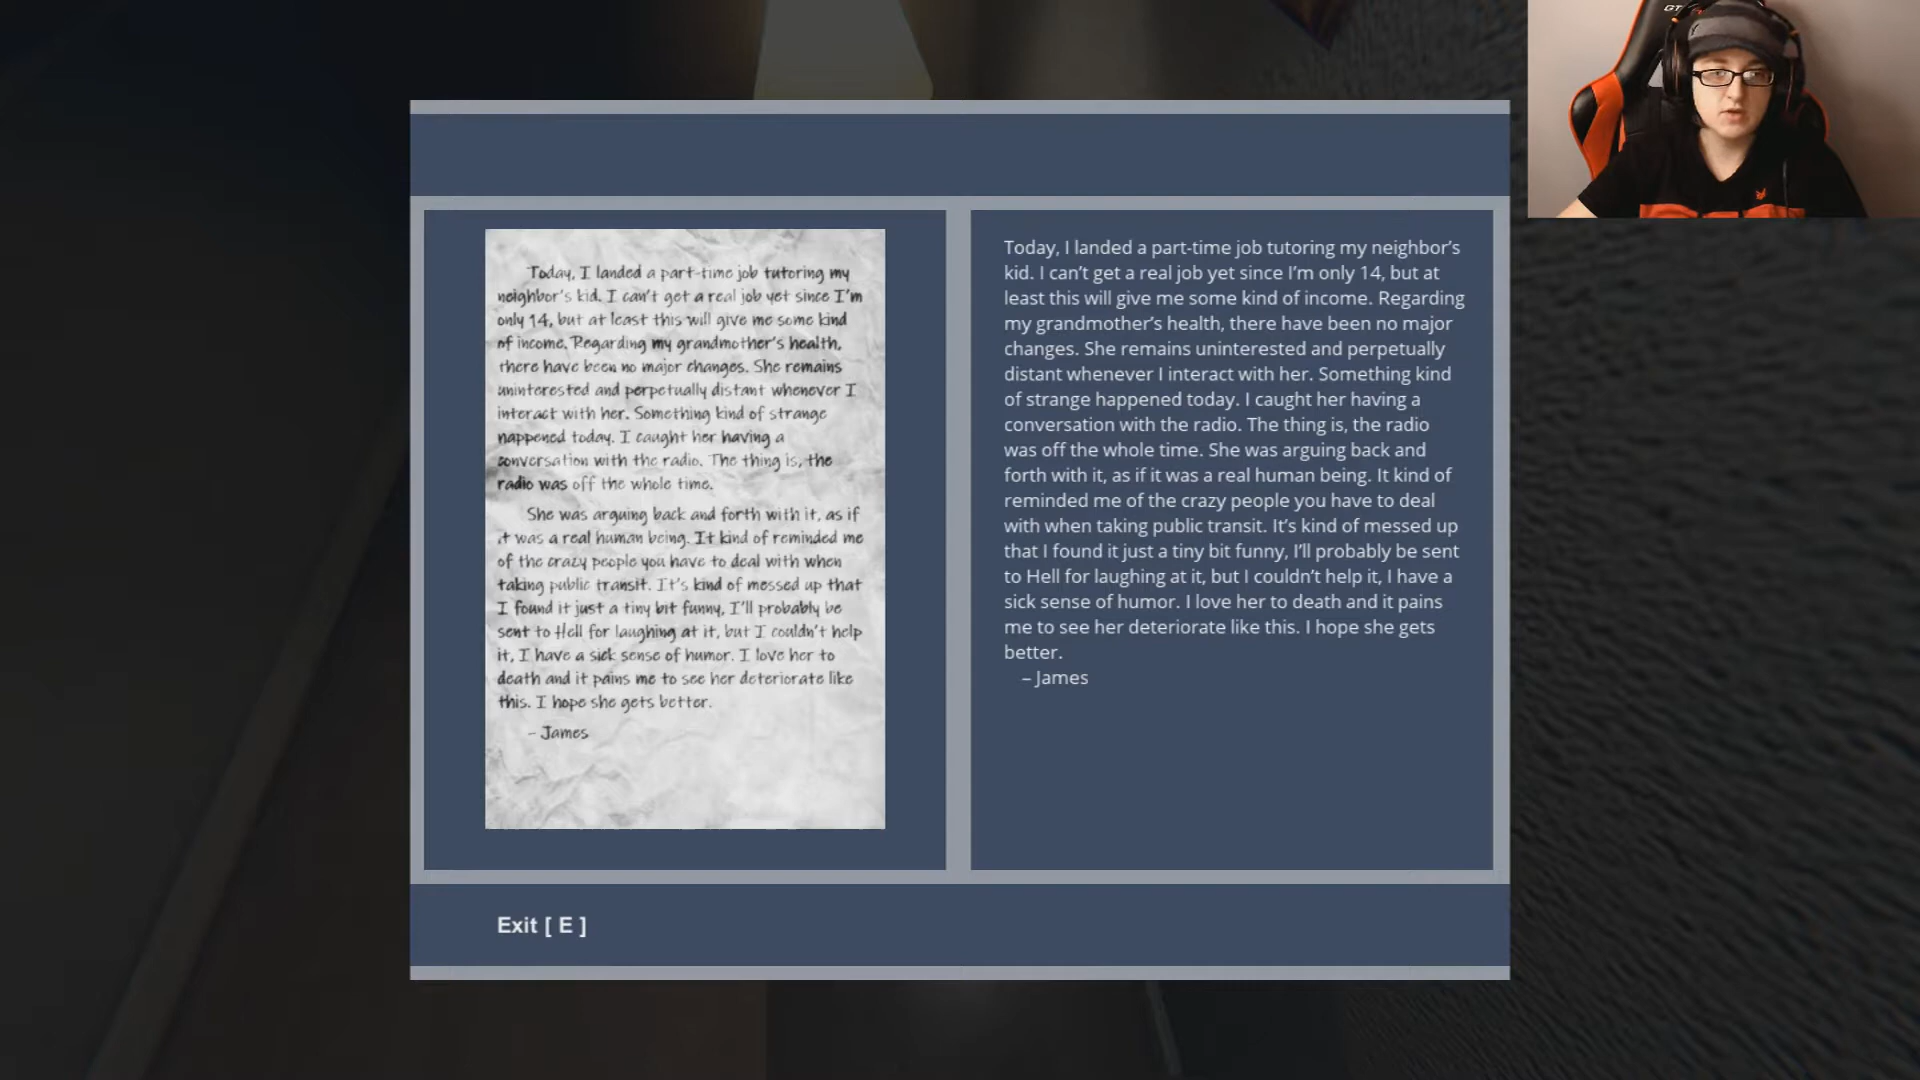 Today, I landed a part-time job tutoring my
neighbor's kid. I can't get a real job yet since I'm
only 14, but at least this will give me some kind
of income. Regarding my grandmother's health,
there have been no major changes. She remains
uninterested and perpetually distant whenever I
interact with her. Something kind of strange
happened today. I caught her having a
conversation with the radio. The thing is, the
radio was off the whole time.
She was arguing back and forth with it, as if
it was a real human being. It kind of reminded me
of the crazy people you have to deal with when
taking public transit. It's kind of messed up that
I found it just a tiny bit funny, I'll probably be
sent to Hell for laughing at it, but I couldn't help
it, I have a sick sense of humor. I love her to
death and it pains me to see her deteriorate like
this. I hope she gets better.
- James
Today, I landed a part-time job tutoring my neighbor's
kid. I can't get a real job yet since I'm only 14, but at
least this will give me some kind of income. Regarding
my grandmother's health, there have been no major
changes. She remains uninterested and perpetually
distant whenever I interact with her. Something kind
of strange happened today. I caught her having a
conversation with the radio. The thing is, the radio
was off the whole time. She was arguing back and
forth with it, as if it was a real human being. It kind of
reminded me of the crazy people you have to deal
with when taking public transit. It's kind of messed up
that I found it just a tiny bit funny, I'll probably be sent
to Hell for laughing at it, but I couldn't help it, I have a
sick sense of humor. I love her to death and it pains
me to see her deteriorate like this. I hope she gets
better.
– James
Exit [ E ]